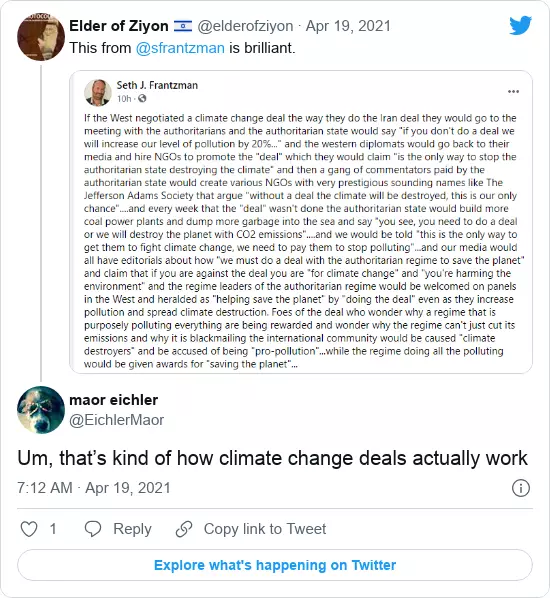 Elder of Ziyon 🇮🇱 @elderofziyon · Apr 19, 2021
This from @sfrantzman is brilliant.
Seth J. Frantzman
10h ·
If the West negotiated a climate change deal the way they do the Iran deal they would go to the
meeting with the authoritarians and the authoritarian state would say "if you don't do a deal we
will increase our level of pollution by 20%..." and the western diplomats would go back to their
media and hire NGOs to promote the "deal" which they would claim "is the only way to stop the
authoritarian state destroying the climate" and then a gang of commentators paid by the
authoritarian state would create various NGOs with very prestigious sounding names like The
Jefferson Adams Society that argue "without a deal the climate will be destroyed, this is our only
chance"....and every week that the "deal" wasn't done the authoritarian state would build more
coal power plants and dump more garbage into the sea and say "you see, you need to do a deal
or we will destroy the planet with CO2 emissions"....and we would be told "this is the only way to
get them to fight climate change, we need to pay them to stop polluting"...and our media would
all have editorials about how "we must do a deal with the authoritarian regime to save the planet"
and claim that if you are against the deal you are "for climate change" and "you're harming the
environment" and the regime leaders of the authoritarian regime would be welcomed on panels
in the West and heralded as "helping save the planet" by "doing the deal" even as they increase
pollution and spread climate destruction. Foes of the deal who wonder why a regime that is
purposely polluting everything are being rewarded and wonder why the regime can't just cut its
emissions and why it is blackmailing the international community would be caused "climate
destroyers" and be accused of being "pro-pollution"...while the regime doing all the polluting
would be given awards for "saving the planet"...
maor eichler
@EichlerMaor
Um, that's kind of how climate change deals actually work
7:12 AM · Apr 19, 2021
1 Reply Copy link to Tweet
Explore what's happening on Twitter